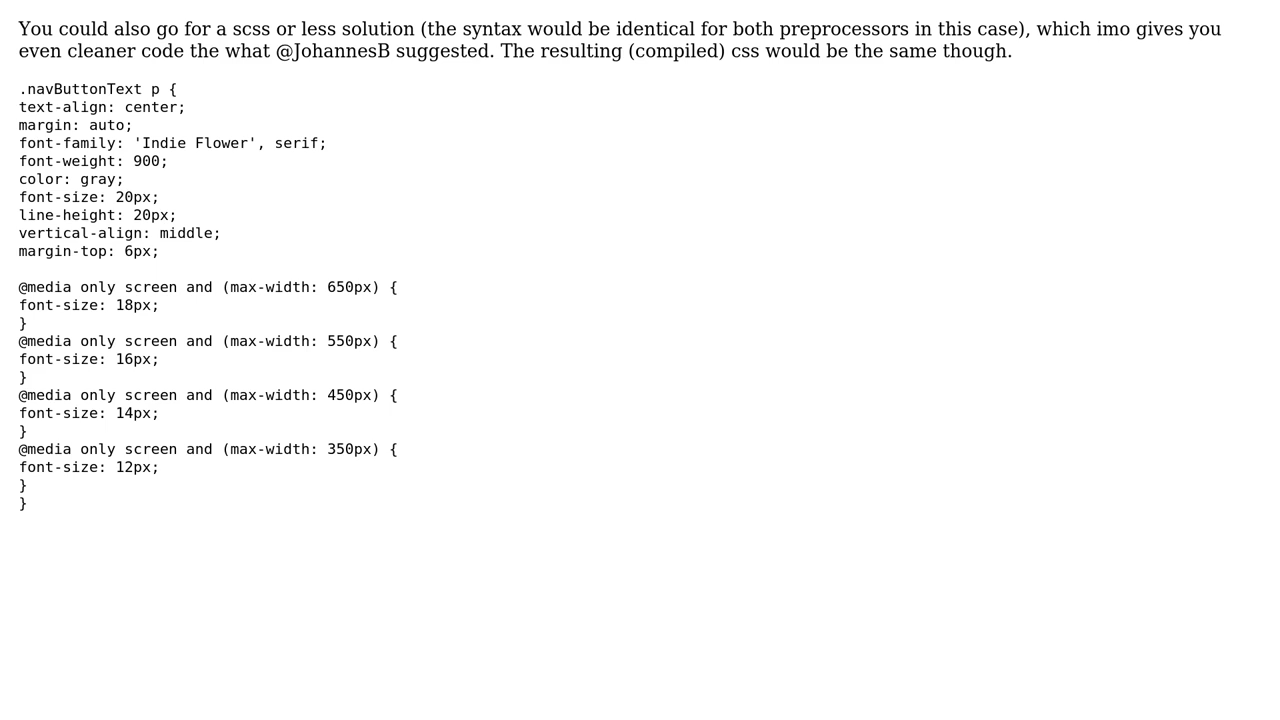 You could also go for a scss or less solution (the syntax would be identical for both preprocessors in this case), which imo gives you
even cleaner code the what @JohannesB suggested. The resulting (compiled) css would be the same though.
.navButtonText p {
text-align: center;
margin: auto;
font-family: 'Indie Flower', serif;
font-weight: 900;
color: gray;
font-size: 20px;
line-height: 20px;
vertical-align: middle;
margin-top: 6px;
@media only screen and (max-width: 650px) {
font-size: 18px;
}
@media only screen and (max-width: 550px) {
font-size: 16px;
}
@media only screen and (max-width: 450px) {
font-size: 14px;
}
@media only screen and (max-width: 350px) {
font-size: 12px;
}
}